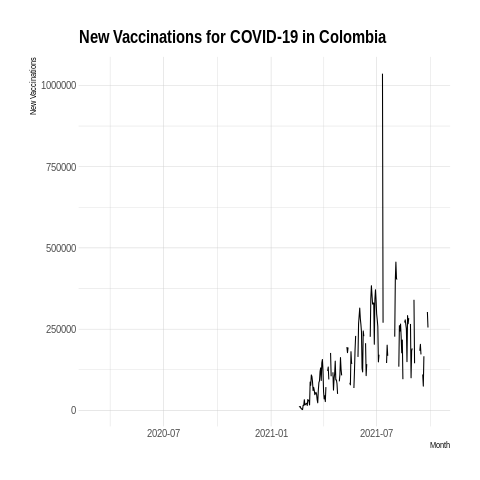 New Vaccinations for COVID-19 in Colombia
New Vaccinations
1000000
750000
500000
250000
0
2020-07 2021-01 2021-07
Month